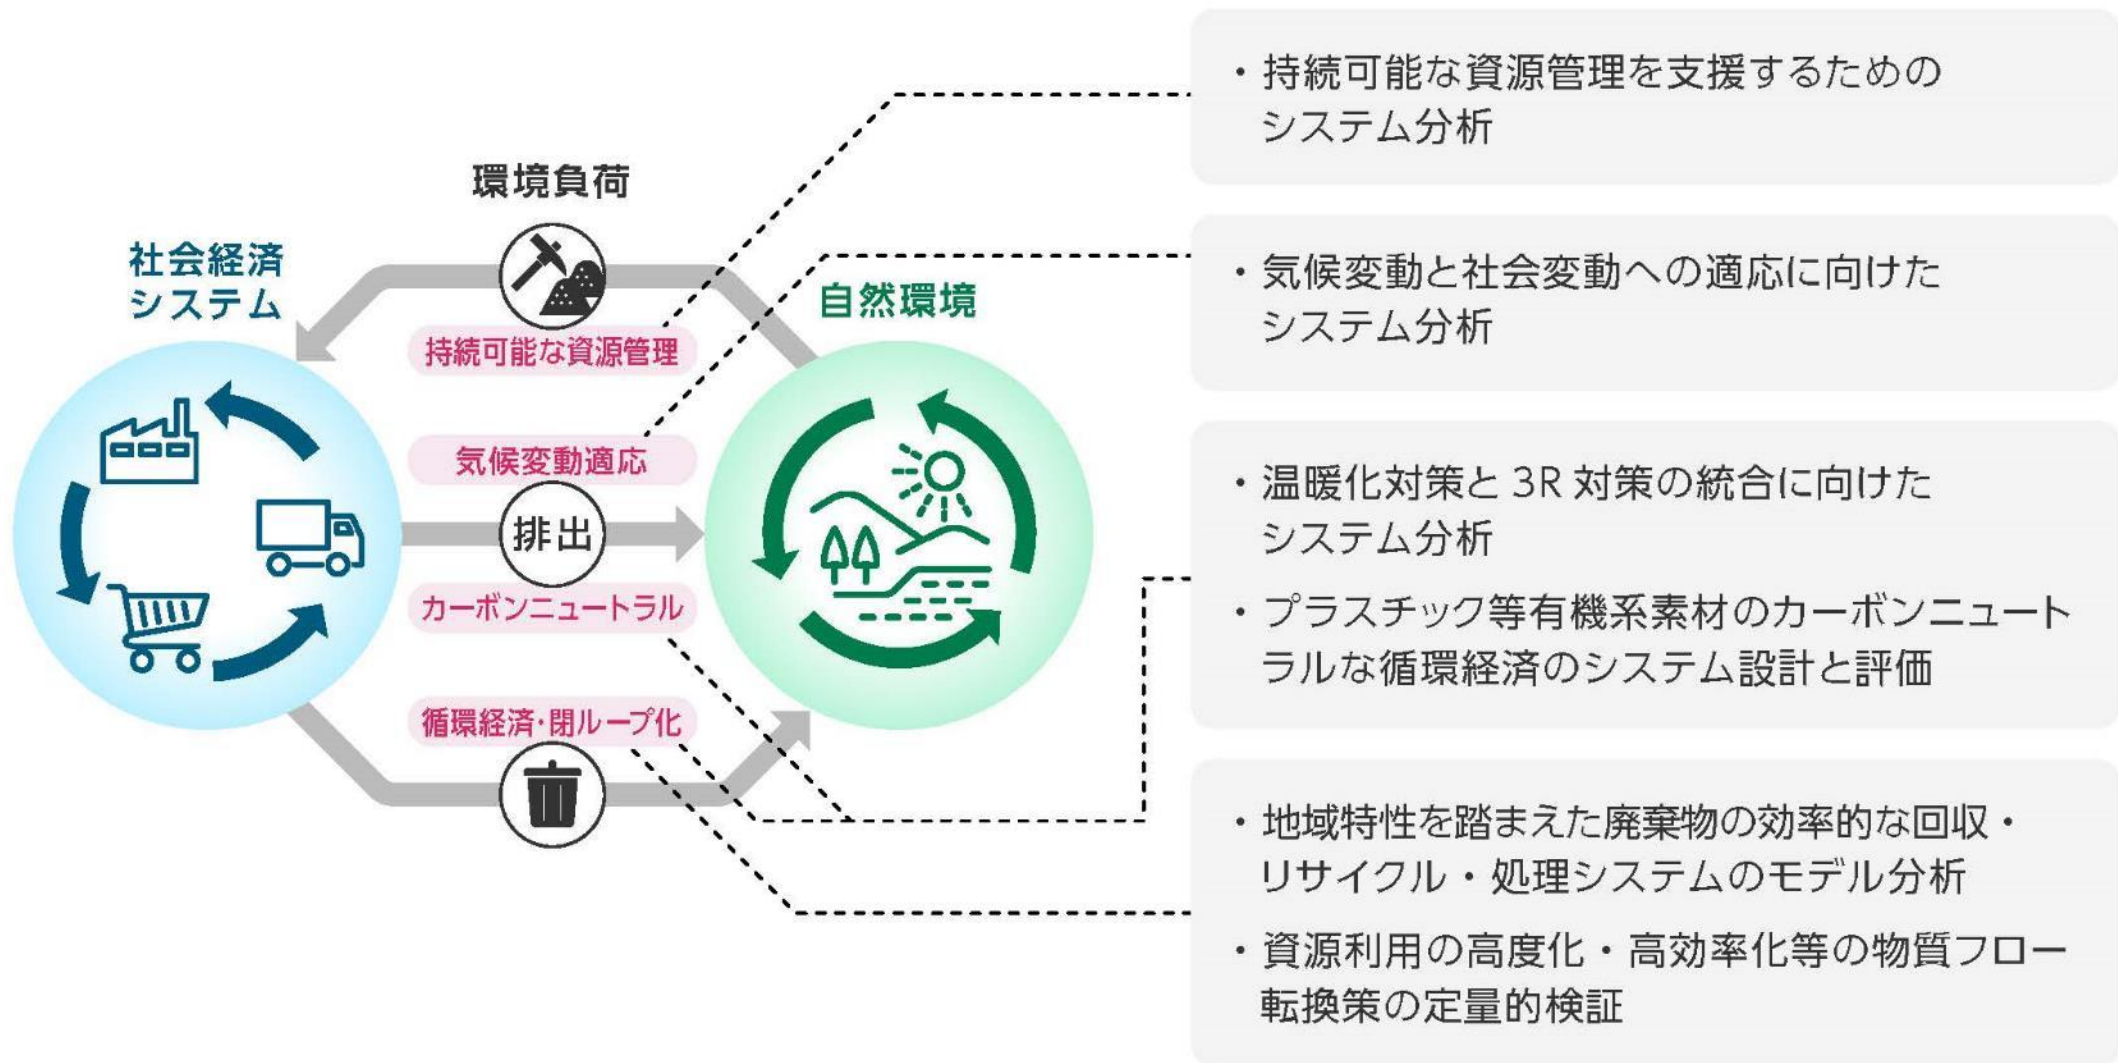 環境負荷
社会経済
システム
自然環境
持続可能な資源管理
気候変動適応
排出
カーボンニュートラル
循環経済・閉ループ化
・持続可能な資源管理を支援するための
システム分析
・気候変動と社会変動への適応に向けた
システム分析
・温暖化対策と 3R 対策の統合に向けた
システム分析
・プラスチック等有機系素材のカーボンニュート
ラルな循環経済のシステム設計と評価
・地域特性を踏まえた廃棄物の効率的な回収・
リサイクル・処理システムのモデル分析
・資源利用の高度化・高効率化等の物質フロー
転換策の定量的検証